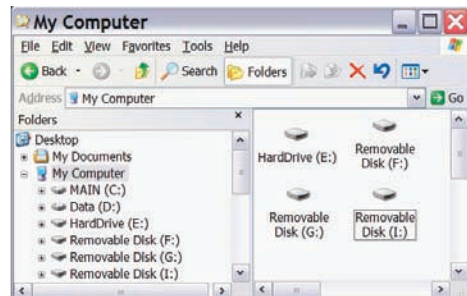 My Computer
File Edit View Favorites Tools Help
Back Search Folders
Address My Computer Go
Folders
Desktop
My Documents
My Computer
MAIN (C:)
Data (D:)
HardDrive (E:)
Removable Disk (F:)
Removable Disk (G:)
Removable Disk (I:)
HardDrive (E:)
Removable
Disk (F:)
Removable
Disk (G:)
Removable
Disk (I:)